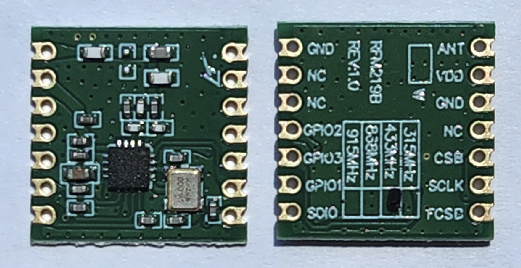 GND
NC
NC
GPIO2
GPIO3
GPIO1
SDIO
RFM219B
REV1.0
315MHz
433MHz
868MHz
915MHz
ANT
VDD
GND
NC
CSB
SCLK
FCSB